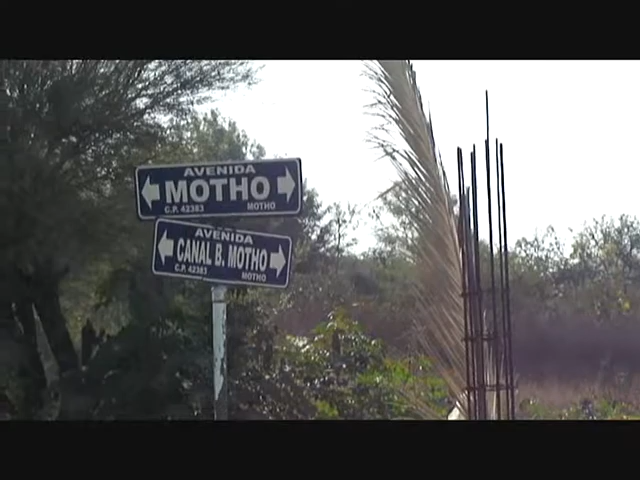 AVENIDA
MOTHO
C.P. 42383 MOTHO
AVENIDA
CANAL B. MOTHO
C.P. 42383 MOTHO